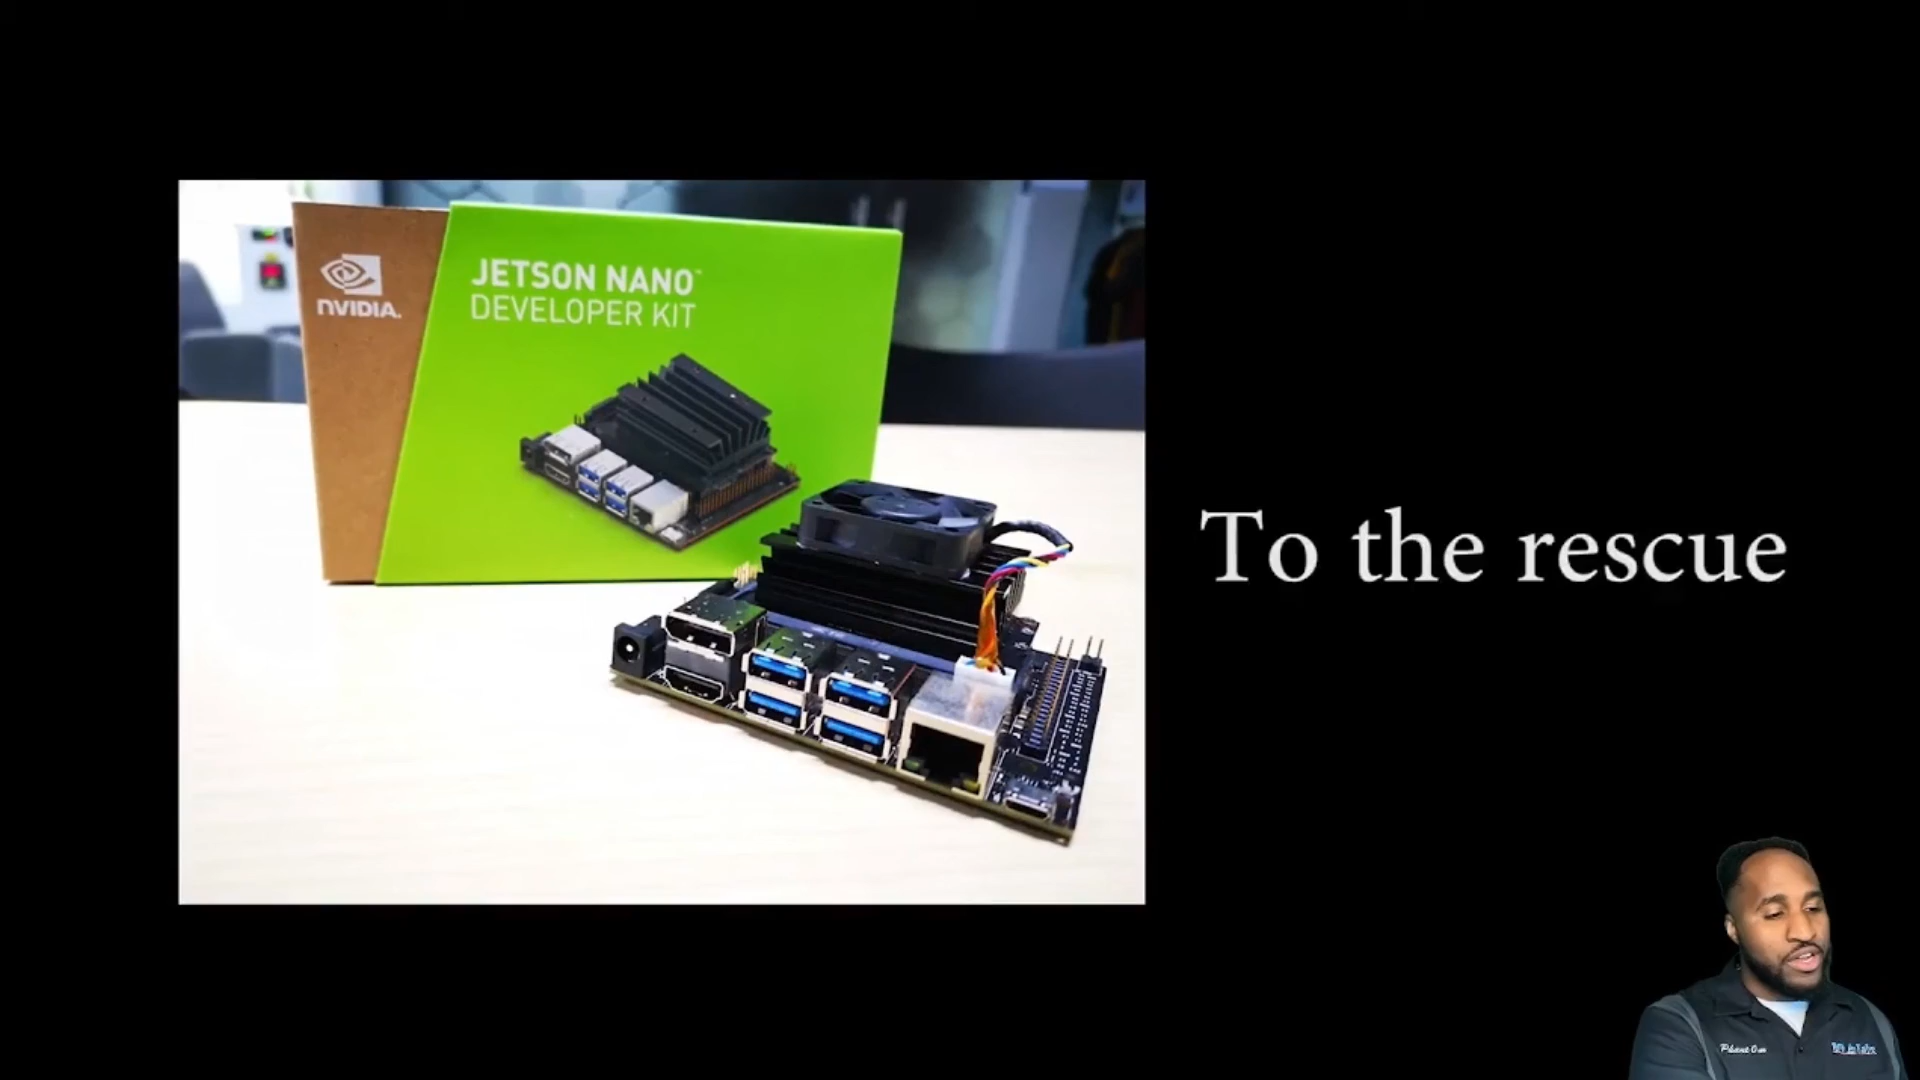 NVIDIA.
JETSON NANO™
DEVELOPER KIT
To the rescue